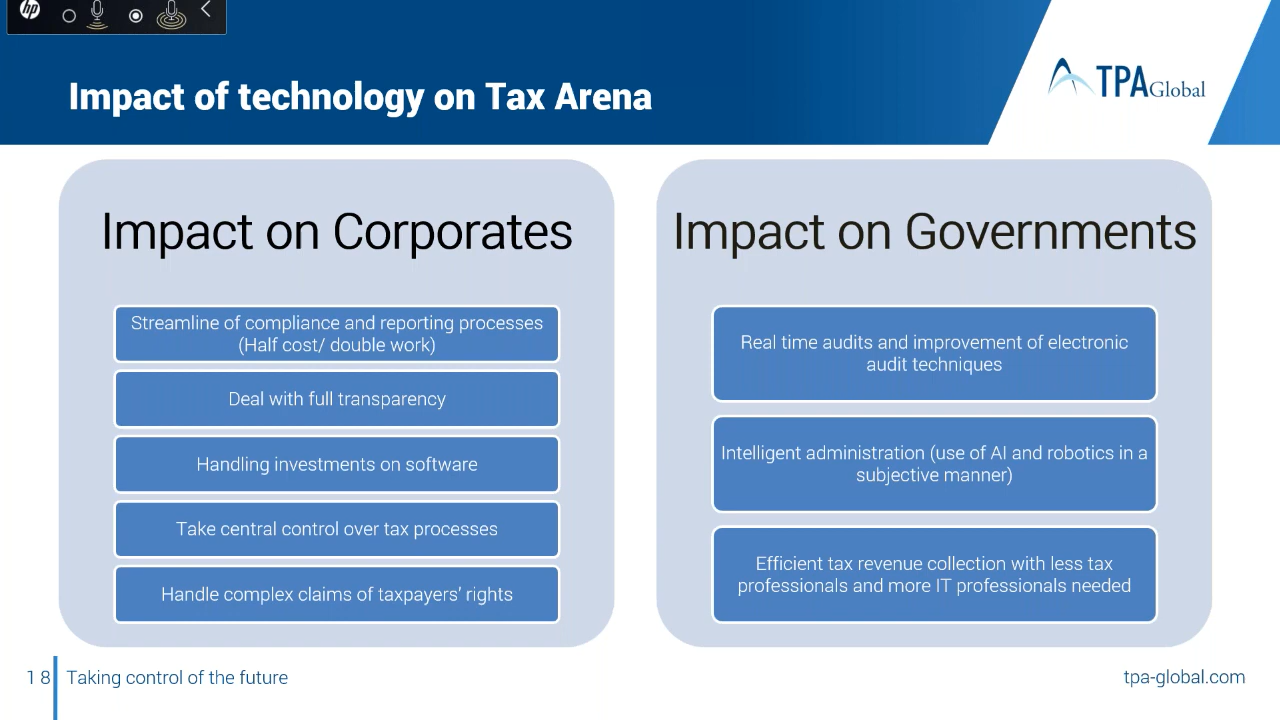 hp
Impact of technology on Tax Arena
TPAGlobal
Impact on Corporates
Streamline of compliance and reporting processes
(Half cost/ double work)
Deal with full transparency
Handling investments on software
Take central control over tax processes
Handle complex claims of taxpayers’ rights
Impact on Governments
Real time audits and improvement of electronic
audit techniques
Intelligent administration (use of AI and robotics in a
subjective manner)
Efficient tax revenue collection with less tax
professionals and more IT professionals needed
18
Taking control of the future
tpa-global.com